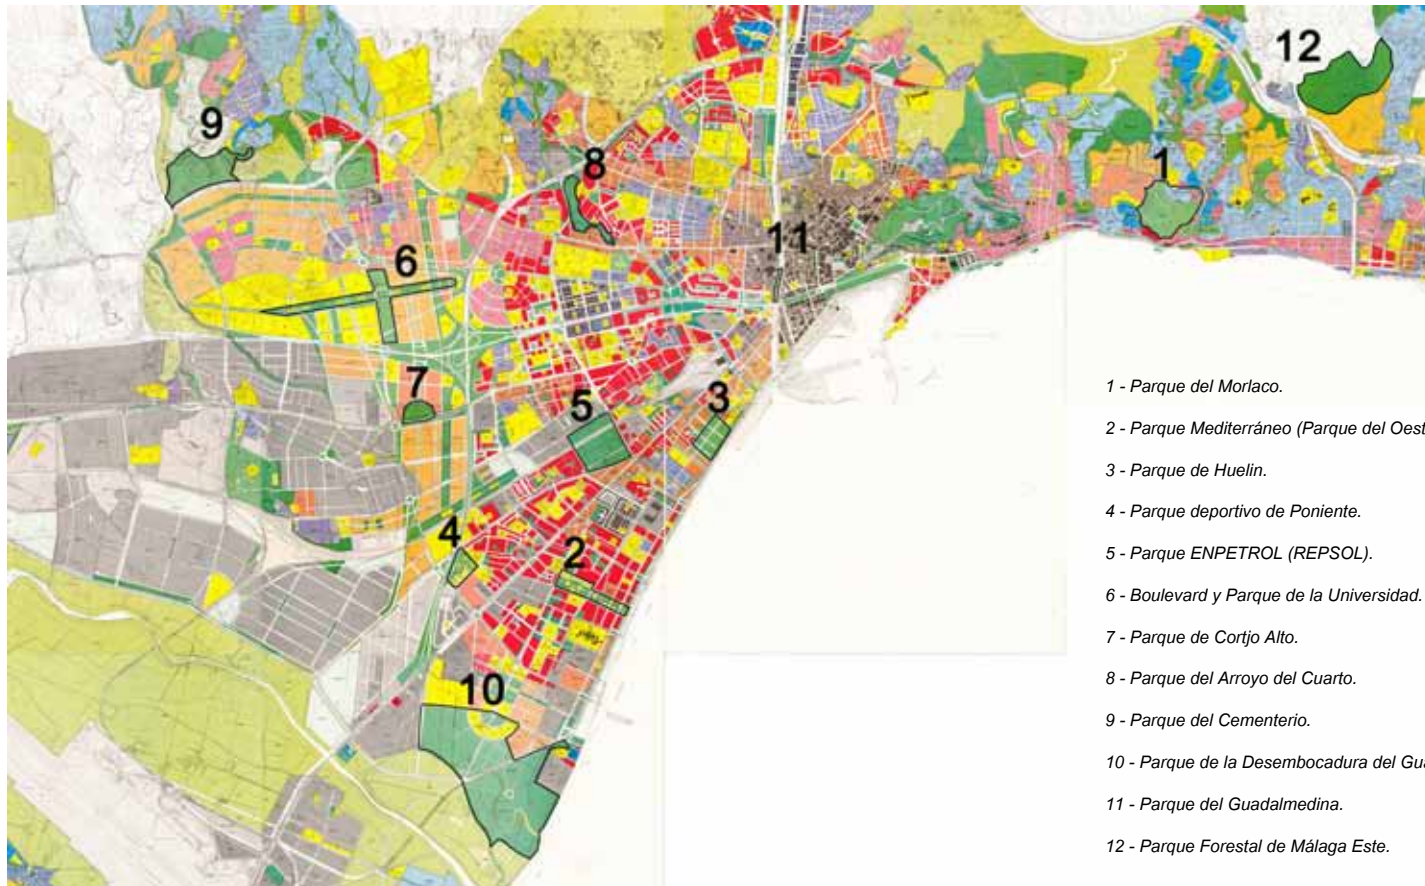 12
9
8
1
11
6
7
3
5
4
2
10
1 - Parque del Morlaco.
2 - Parque Mediterráneo (Parque del Oest
3 - Parque de Huelin.
4 - Parque deportivo de Poniente.
5 - Parque ENPETROL (REPSOL).
6 - Boulevard y Parque de la Universidad.
7 - Parque de Cortjo Alto.
8 - Parque del Arroyo del Cuarto.
9 - Parque del Cementerio.
10 - Parque de la Desembocadura del Gua
11 - Parque del Guadalmedina.
12 - Parque Forestal de Málaga Este.